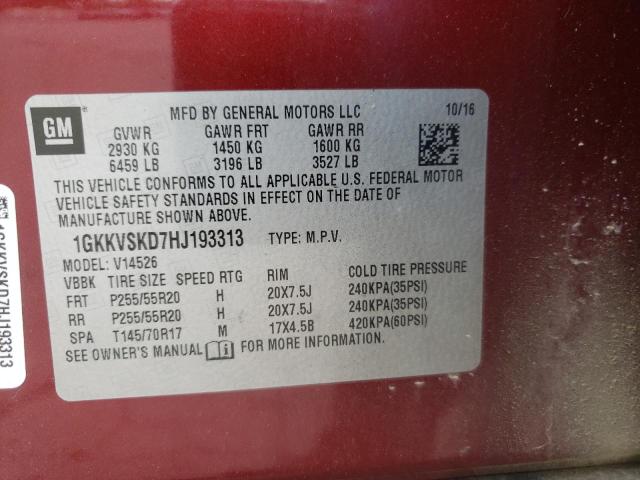 GM
MFD BY GENERAL MOTORS LLC 10/16
GVWR GAWR FRT GAWR RR
2930 KG 1450 KG 1600 KG
6459 LB 3196 LB 3527 LB
THIS VEHICLE CONFORMS TO ALL APPLICABLE U.S. FEDERAL MOTOR
VEHICLE SAFETY STANDARDS IN EFFECT ON THE DATE OF
MANUFACTURE SHOWN ABOVE.
1GKKVSKD7HJ193313 TYPE: M.P.V.
MODEL: V14526
VBBK TIRE SIZE SPEED RTG RIM COLD TIRE PRESSURE
FRT P255/55R20 H 20X7.5J 240KPA(35PSI)
RR P255/55R20 H 20X7.5J 240KPA(35PSI)
SPA T145/70R17 M 17X4.5B 420KPA(60PSI)
SEE OWNER'S MANUAL FOR MORE INFORMATION.
1GKKVSKD7HJ193313